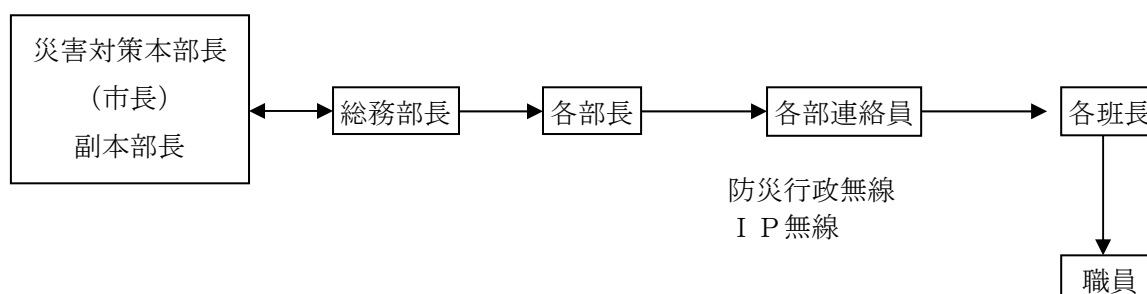 災害対策本部長
（市長）
副本部長
総務部長
各部長
各部連絡員
各班長
防災行政無線
ＩＰ無線
職員